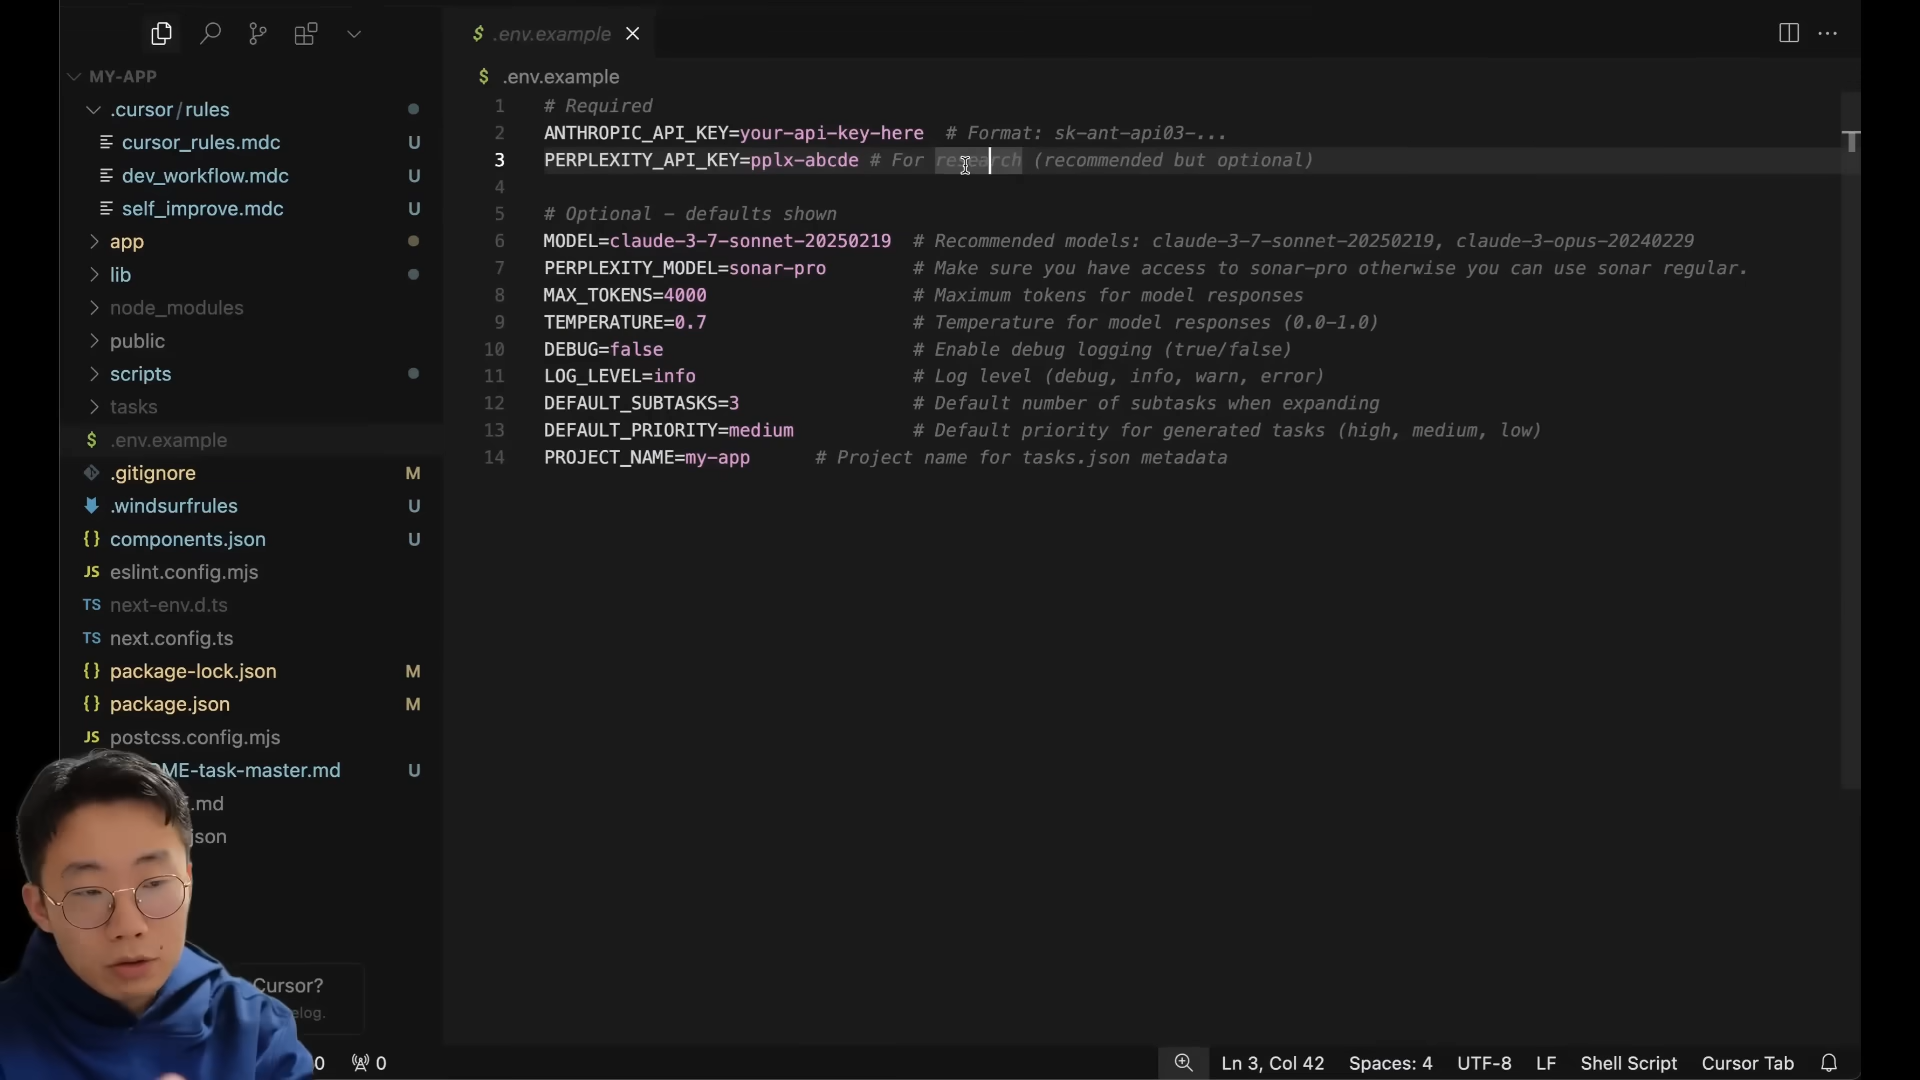 .env.example
MY-APP
.cursor/rules
cursor_rules.mdc U
dev_workflow.mdc U
self_improve.mdc U
app
lib
node_modules
public
scripts
tasks
$ .env.example
.gitignore M
.windsurfrules U
{} components.json U
JS eslint.config.mjs
TS next-env.d.ts
TS next.config.ts
{} package-lock.json M
{} package.json M
JS postcss.config.mjs
ME-task-master.md U
.md
json
Cursor?
elog.
$ .env.example
1 # Required
2 ANTHROPIC_API_KEY=your-api-key-here # Format: sk-ant-api03-...
3 PERPLEXITY_API_KEY=pplx-abcde # For research (recommended but optional)
4
5 # Optional - defaults shown
6 MODEL=claude-3-7-sonnet-20250219 # Recommended models: claude-3-7-sonnet-20250219, claude-3-opus-20240229
7 PERPLEXITY_MODEL=sonar-pro # Make sure you have access to sonar-pro otherwise you can use sonar regular.
8 MAX_TOKENS=4000 # Maximum tokens for model responses
9 TEMPERATURE=0.7 # Temperature for model responses (0.0-1.0)
10 DEBUG=false # Enable debug logging (true/false)
11 LOG_LEVEL=info # Log level (debug, info, warn, error)
12 DEFAULT_SUBTASKS=3 # Default number of subtasks when expanding
13 DEFAULT_PRIORITY=medium # Default priority for generated tasks (high, medium, low)
14 PROJECT_NAME=my-app # Project name for tasks.json metadata
0 0 Ln 3, Col 42 Spaces: 4 UTF-8 LF Shell Script Cursor Tab